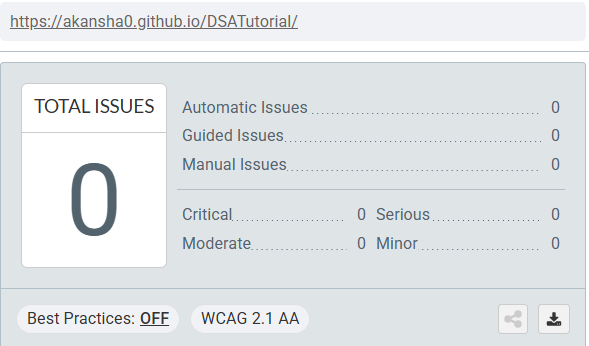 https://akansha0.github.io/DSATutorial/
TOTAL ISSUES
0
Automatic Issues 0
Guided Issues 0
Manual Issues 0
Critical 0 Serious 0
Moderate 0 Minor 0
Best Practices: OFF WCAG 2.1 AA